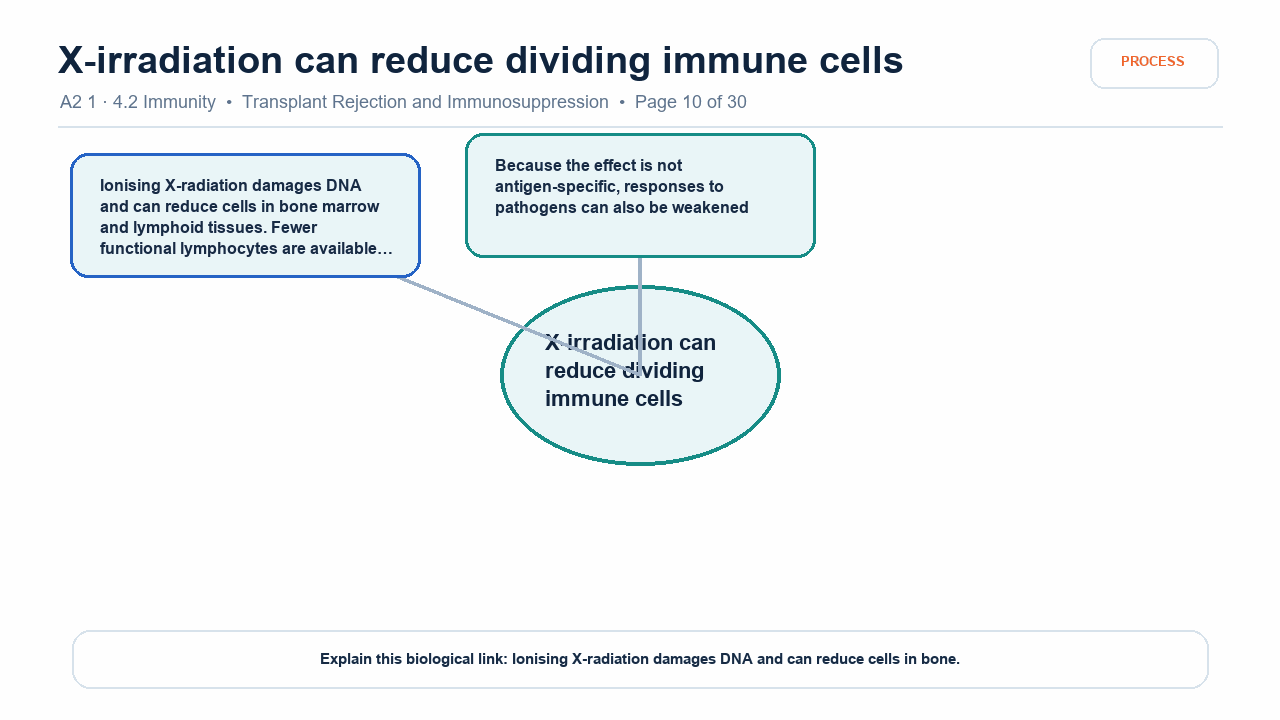 X-irradiation can reduce dividing immune cells
PROCESS
A2 1 · 4.2 Immunity • Transplant Rejection and Immunosuppression • Page 10 of 30
Ionising X-radiation damages DNA
and can reduce cells in bone marrow
and lymphoid tissues. Fewer
functional lymphocytes are available…
Because the effect is not
antigen-specific, responses to
pathogens can also be weakened
X-irradiation can
reduce dividing
immune cells
Explain this biological link: Ionising X-radiation damages DNA and can reduce cells in bone.